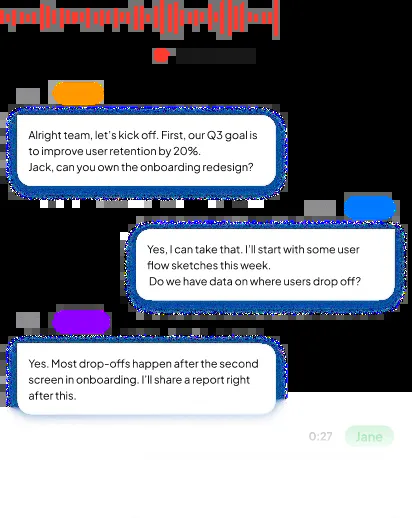 Alright team, let's kick off. First, our Q3 goal is
to improve user retention by 20%.
Jack, can you own the onboarding redesign?
Yes, I can take that. I'll start with some user
flow sketches this week.
Do we have data on where users drop off?
Yes. Most drop-offs happen after the second
screen in onboarding. I'll share a report right
after this.
0:27 Jane